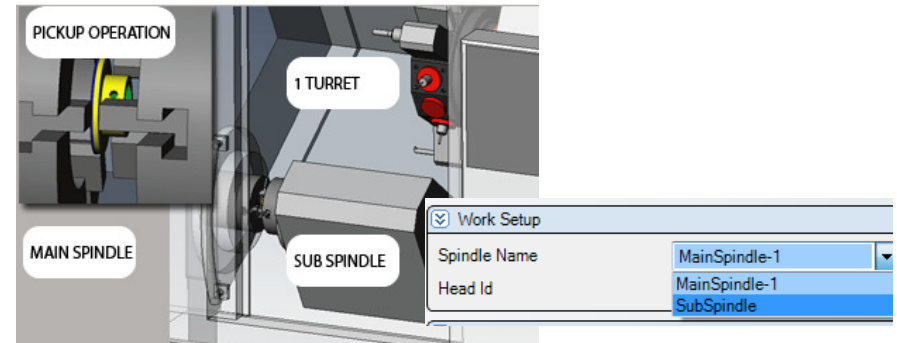 PICKUP OPERATION
1 TURRET
MAIN SPINDLE
SUB SPINDLE
Work Setup
Spindle Name
MainSpindle-1
Head Id
MainSpindle-1
SubSpindle